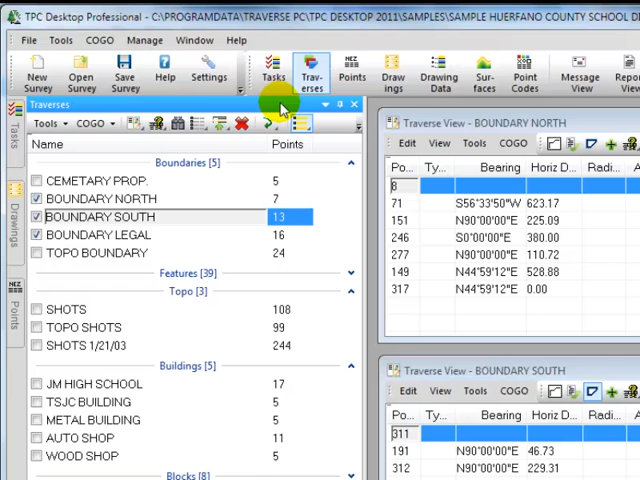 TPC Desktop Professional - C:\PROGRAMDATA\TRAVERSE PC\TPC DESKTOP 2011\SAMPLES\SAMPLE HUERFANO COUNTY SCHOOL
File Tools COGO Manage Window Help
New Survey Open Survey Save Survey Help Settings Tasks Trav- erses Points Draw ings Drawing Data Sur- faces Point Codes Message View
Traverses
Tools COGO
Name Points
Boundaries [5]
CEMETARY PROP. 5
BOUNDARY NORTH 7
BOUNDARY SOUTH 13
BOUNDARY LEGAL 16
TOPO BOUNDARY 24
Features [39]
Topo [3]
SHOTS 108
TOPO SHOTS 99
SHOTS 1/21/03 244
Buildings [5]
JM HIGH SCHOOL 17
TSJC BUILDING 5
METAL BUILDING 5
AUTO SHOP 11
WOOD SHOP 5
Blocks [8]
Tasks
Drawings
NEZ
Points
Traverse View - BOUNDARY NORTH
Edit View Tools COGO
Po... Ty... Bearing Horiz D... Radi...
8
71 S56°33'50"W 623.17
151 N90°00'00"E 225.09
246 S0°00'00"E 380.00
277 N90°00'00"E 110.72
149 N44°59'12"E 528.88
317 N44°59'12"E 0.00
Traverse View - BOUNDARY SOUTH
Edit View Tools COGO
Po... Ty... Bearing Horiz D... Radi...
311
191 N90°00'00"E 46.73
312 N90°00'00"E 229.31